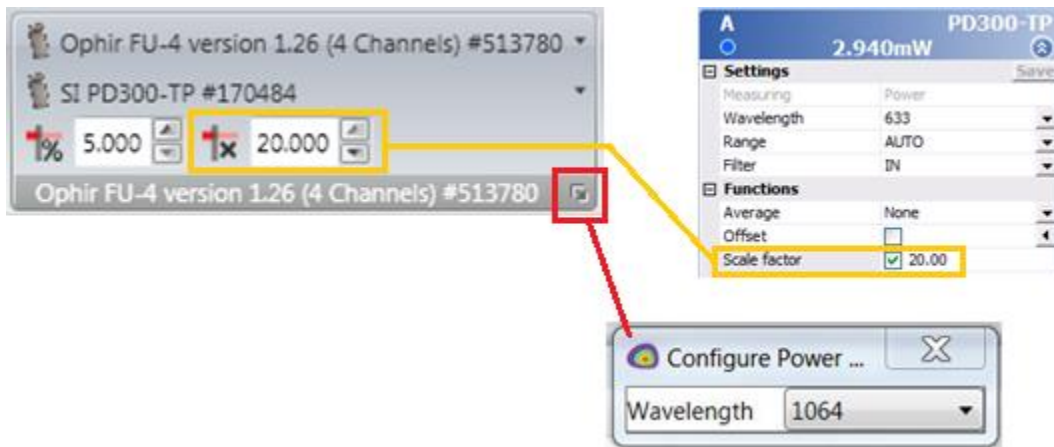 Ophir FU-4 version 1.26 (4 Channels) #513780
SI PD300-TP #170484
% 5.000 x 20.000
Ophir FU-4 version 1.26 (4 Channels) #513780
A PD300-TP
2.940mW
Settings Save
Measuring Power
Wavelength 633
Range AUTO
Filter IN
Functions
Average None
Offset
Scale factor 20.00
Configure Power ...
Wavelength 1064